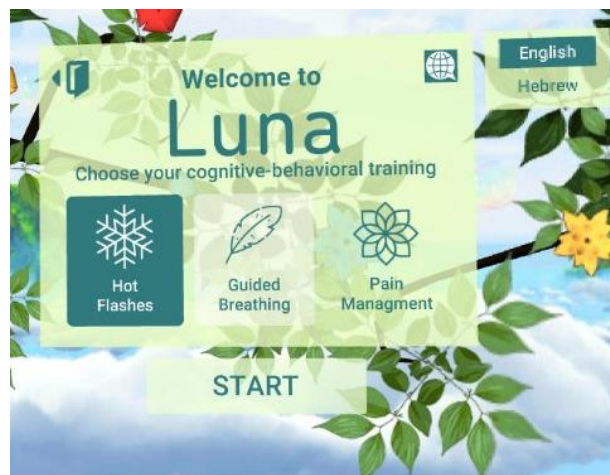 Welcome to
Luna
Choose your cognitive-behavioral training
Hot
Flashes
Guided
Breathing
Pain
Managment
START
English
Hebrew